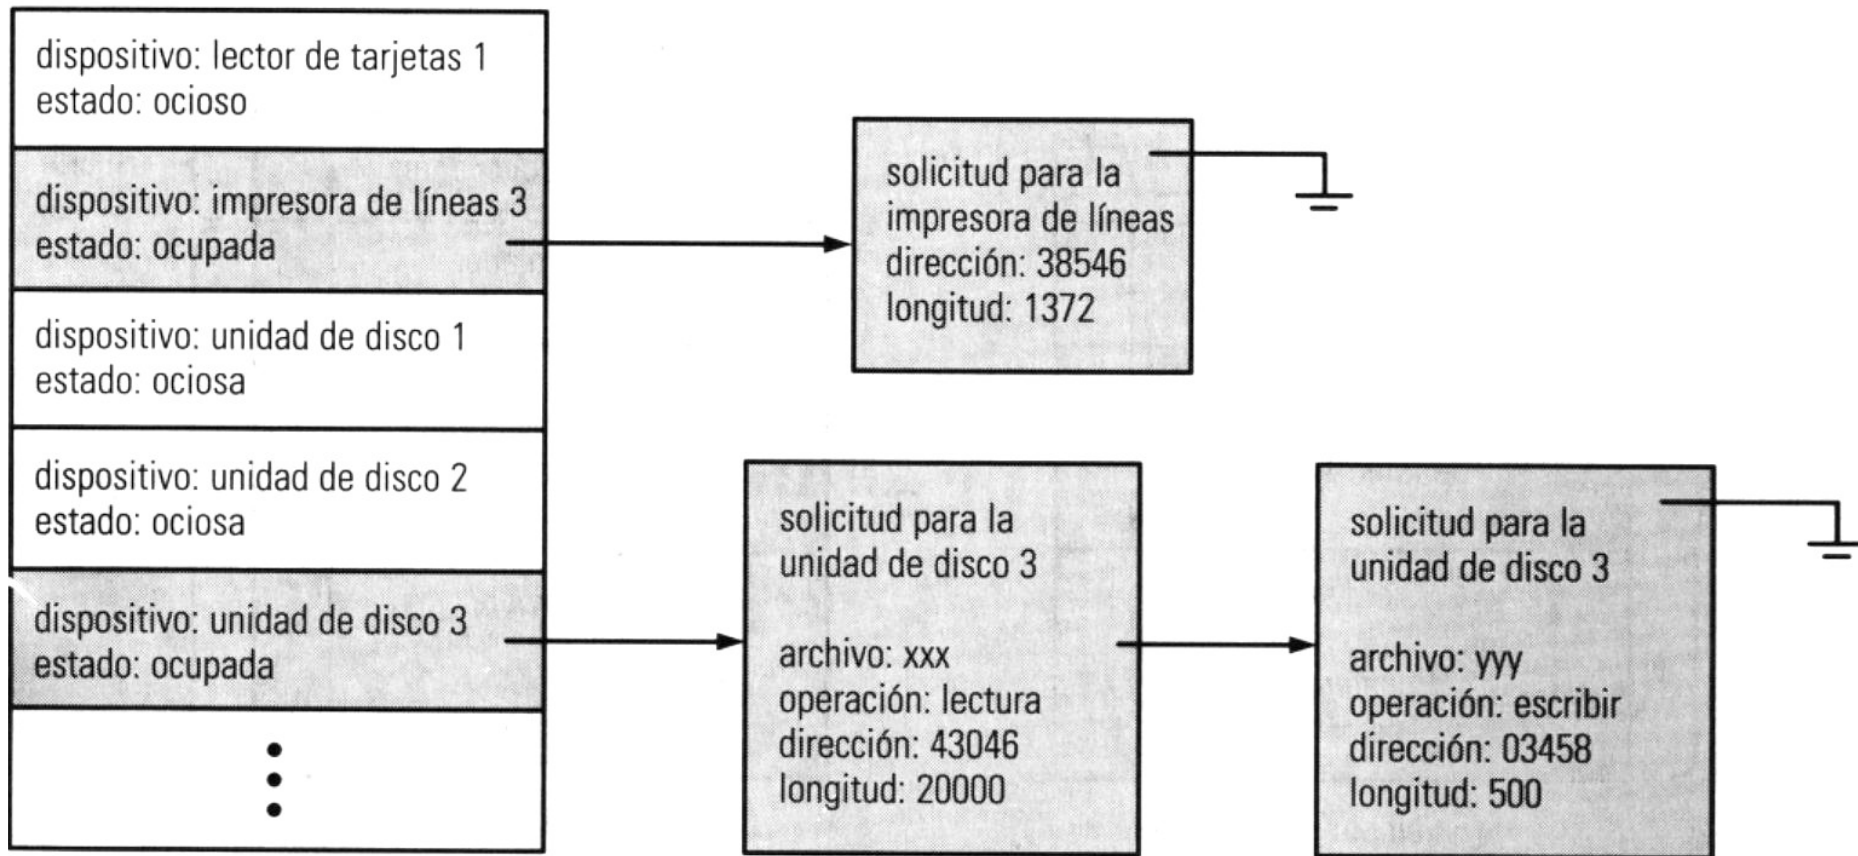 dispositivo: lector de tarjetas 1
estado: ocioso
dispositivo: impresora de líneas 3
estado: ocupada
dispositivo: unidad de disco 1
estado: ociosa
dispositivo: unidad de disco 2
estado: ociosa
dispositivo: unidad de disco 3
estado: ocupada
solicitud para la
impresora de líneas
dirección: 38546
longitud: 1372
solicitud para la
unidad de disco 3
archivo: xxx
operación: lectura
dirección: 43046
longitud: 20000
solicitud para la
unidad de disco 3
archivo: yyy
operación: escribir
dirección: 03458
longitud: 500